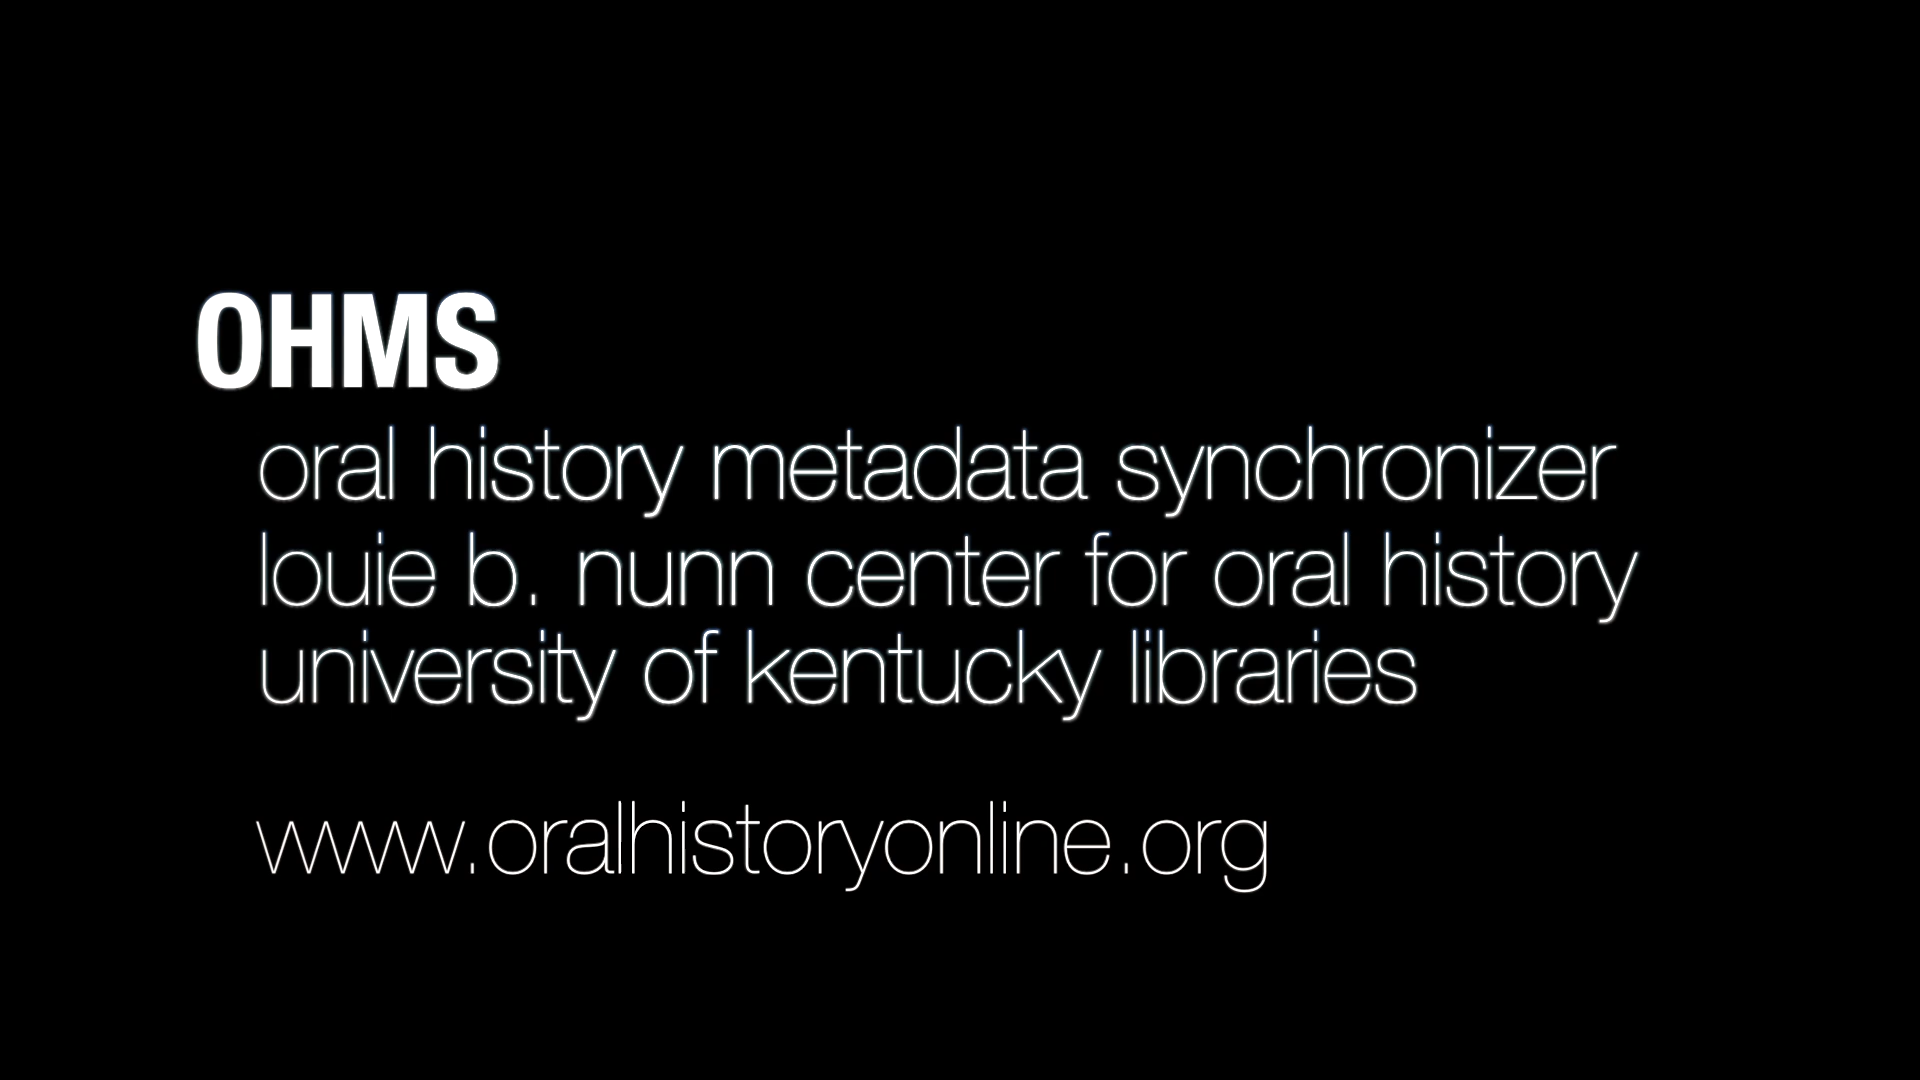 OHMS
oral history metadata synchronizer
louie b. nunn center for oral history
university of kentucky libraries
www.oralhistoryonline.org